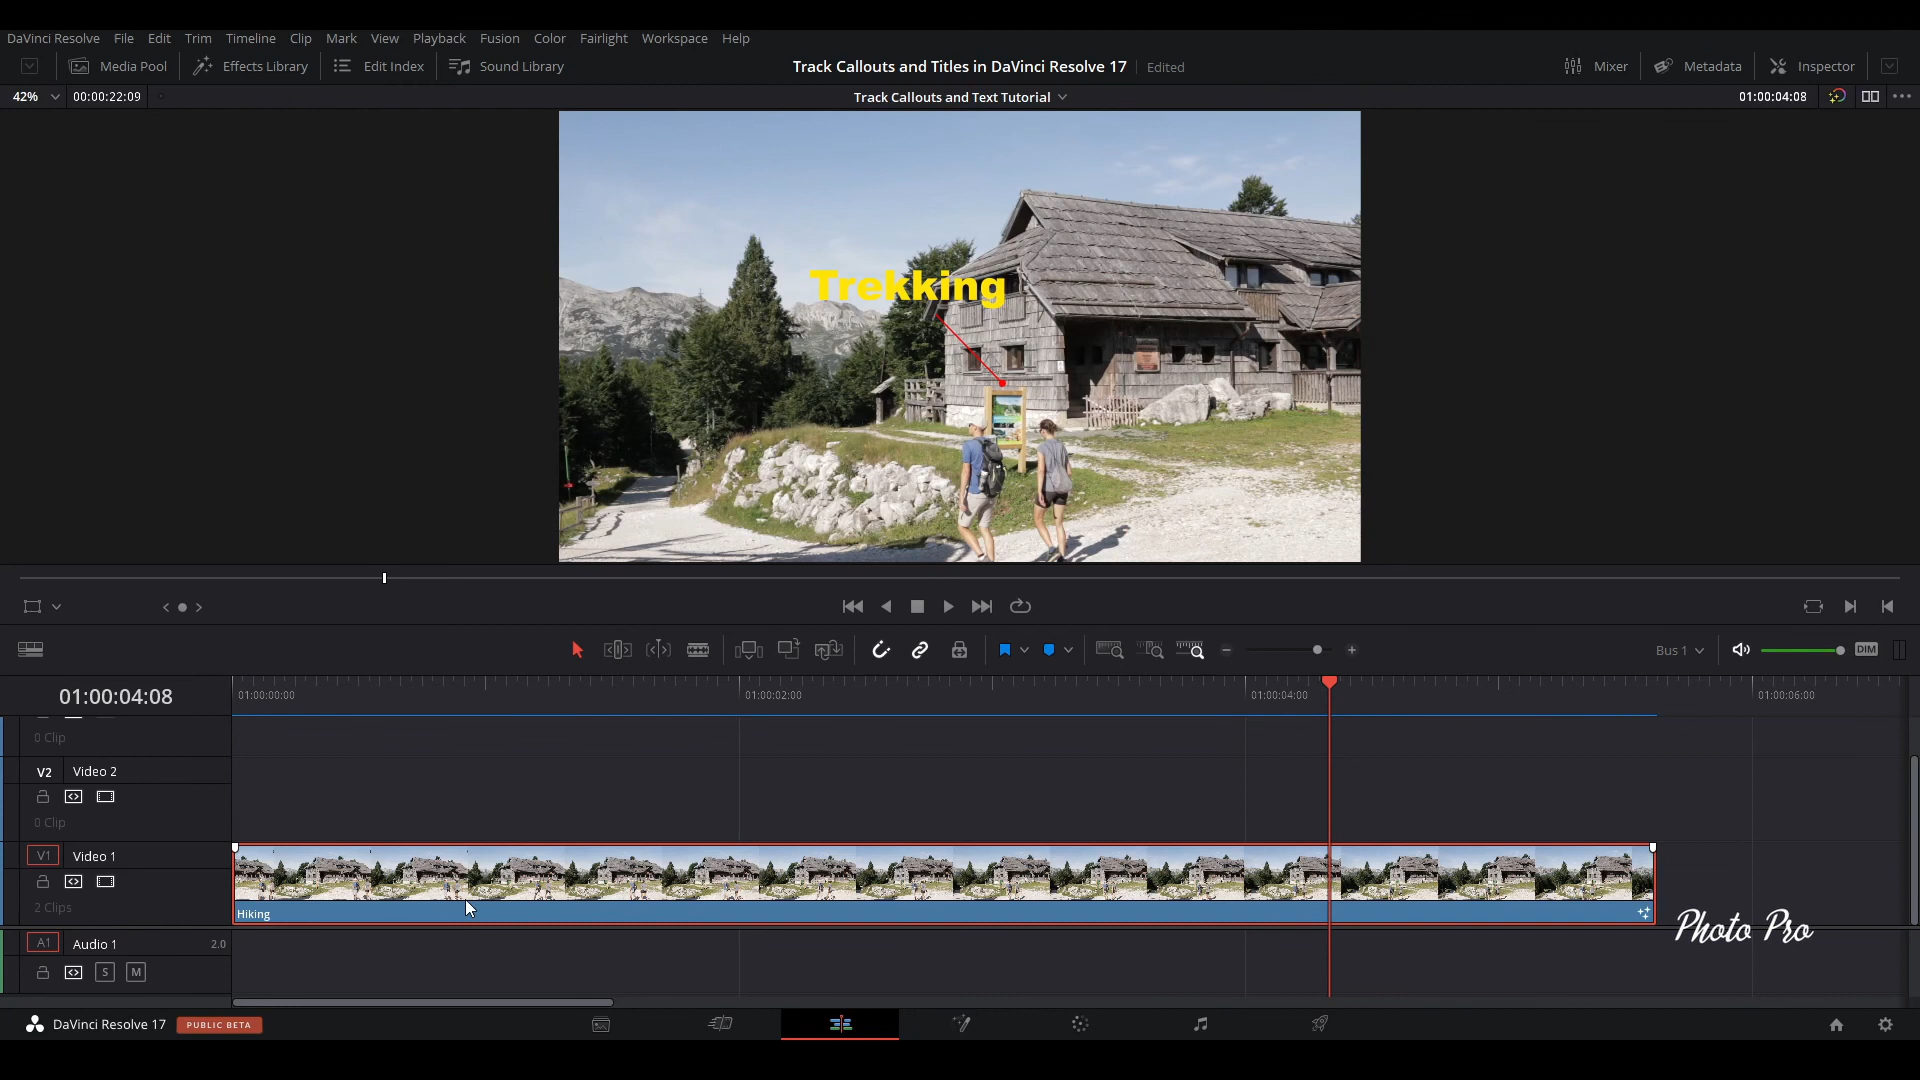 DaVinci Resolve File Edit Trim Timeline Clip Mark View Playback Fusion Color Fairlight Workspace Help
Media Pool Effects Library Edit Index Sound Library Track Callouts and Titles in DaVinci Resolve 17 Edited Mixer Metadata Inspector
42% 00:00:22:09 Track Callouts and Text Tutorial 01:00:04:08
Trekking
Bus 1 DIM
01:00:04:08 01:00:00:00 01:00:02:00 01:00:04:00 01:00:06:00
0 Clip
V2 Video 2
0 Clip
V1 Video 1
2 Clips
Hiking
Photo Pro
A1 Audio 1 2.0
S M
DaVinci Resolve 17 PUBLIC BETA